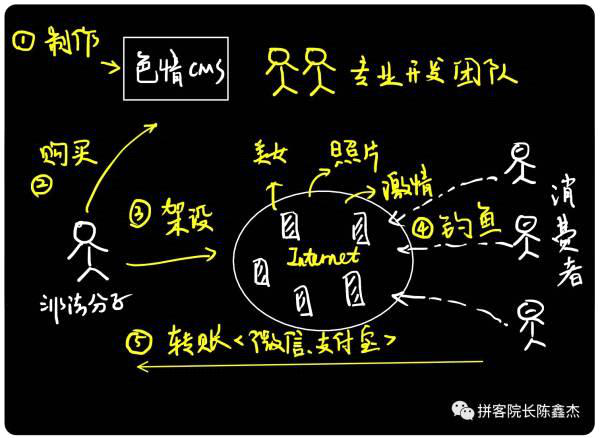 ① 制作
色情CMS
专业开发团队
购买
②
美女
照片
激情
③ 架设
④ 钓鱼
消费者
Internet
不法分子
⑤ 转账<微信、支付宝>
拼客院长陈鑫杰